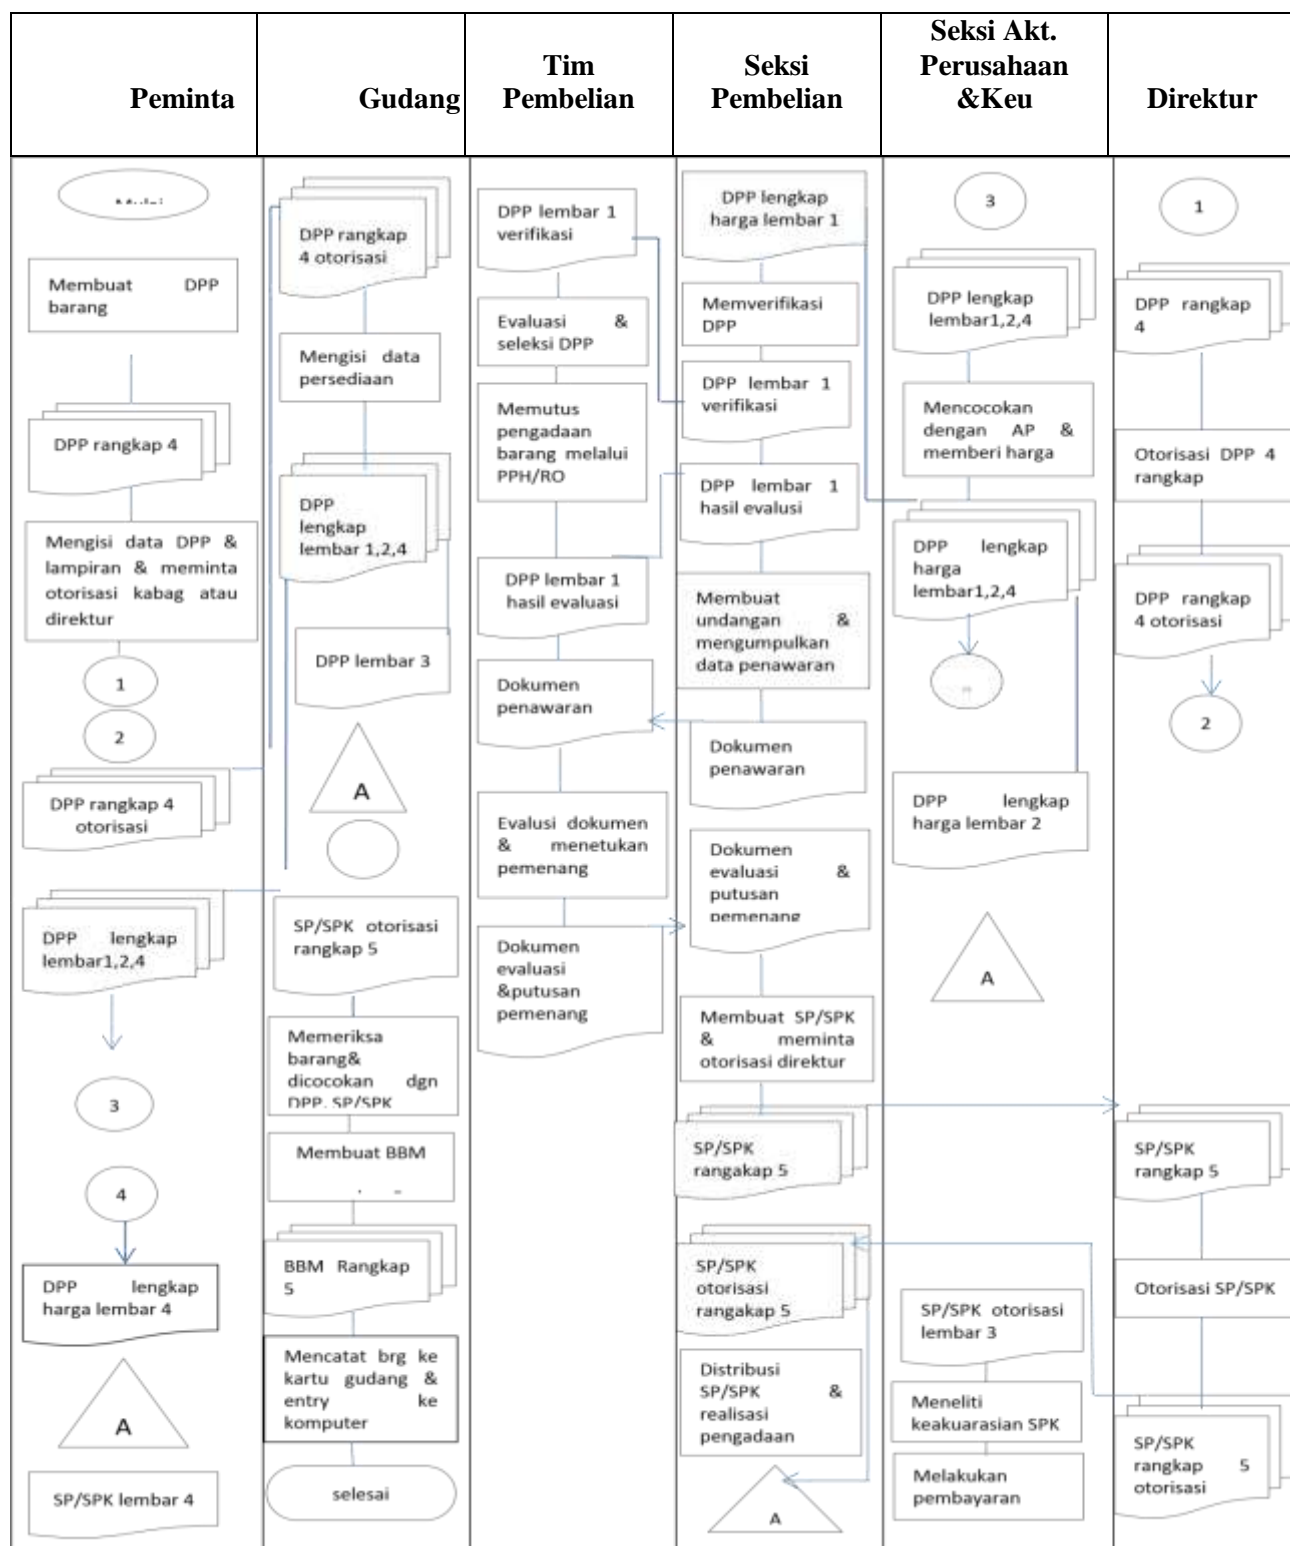 Peminta
Gudang
Tim
Pembelian
Seksi
Pembelian
Seksi Akt.
Perusahaan
&Keu
Direktur
Membuat DPP
barang
DPP rangkap 4
Mengisi data DPP &
lampiran & meminta
otorisasi kabag atau
direktur
1
2
DPP rangkap 4
otorisasi
DPP lengkap
lembar1,2,4
3
4
DPP lengkap
harga lembar 4
A
SP/SPK lembar 4
DPP rangkap
4 otorisasi
Mengisi data
persediaan
DPP
lengkap
lembar 1,2,4
DPP lembar 3
A
SP/SPK otorisasi
rangkap 5
Memeriksa
barang&
dicocokan dgn
DPP, SP/SPK
Membuat BBM
BBM Rangkap
5
Mencatat brg ke
kartu gudang &
entry ke
komputer
selesai
DPP lembar 1
verifikasi
Evaluasi &
seleksi DPP
Memutus
pengadaan
barang melalui
PPH/RO
DPP lembar 1
hasil evaluasi
Dokumen
penawaran
Evalusi dokumen
& menetukan
pemenang
Dokumen
evaluasi
&putusan
pemenang
DPP lengkap
harga lembar 1
Memverifikasi
DPP
DPP lembar 1
verifikasi
DPP lembar 1
hasil evalusi
Membuat
undangan &
mengumpulkan
data penawaran
Dokumen
penawaran
Dokumen
evaluasi &
putusan
pemenang
Membuat SP/SPK
& meminta
otorisasi direktur
SP/SPK
rangakap 5
SP/SPK
otorisasi
rangakap 5
Distribusi
SP/SPK &
realisasi
pengadaan
A
3
DPP lengkap
lembar1,2,4
Mencocokan
dengan AP &
memberi harga
DPP lengkap
harga
lembar1,2,4
DPP lengkap
harga lembar 2
A
SP/SPK otorisasi
lembar 3
Meneliti
keakuarasian SPK
Melakukan
pembayaran
1
DPP rangkap
4
Otorisasi DPP 4
rangkap
DPP rangkap
4 otorisasi
2
SP/SPK
rangkap 5
Otorisasi SP/SPK
SP/SPK
rangkap 5
otorisasi